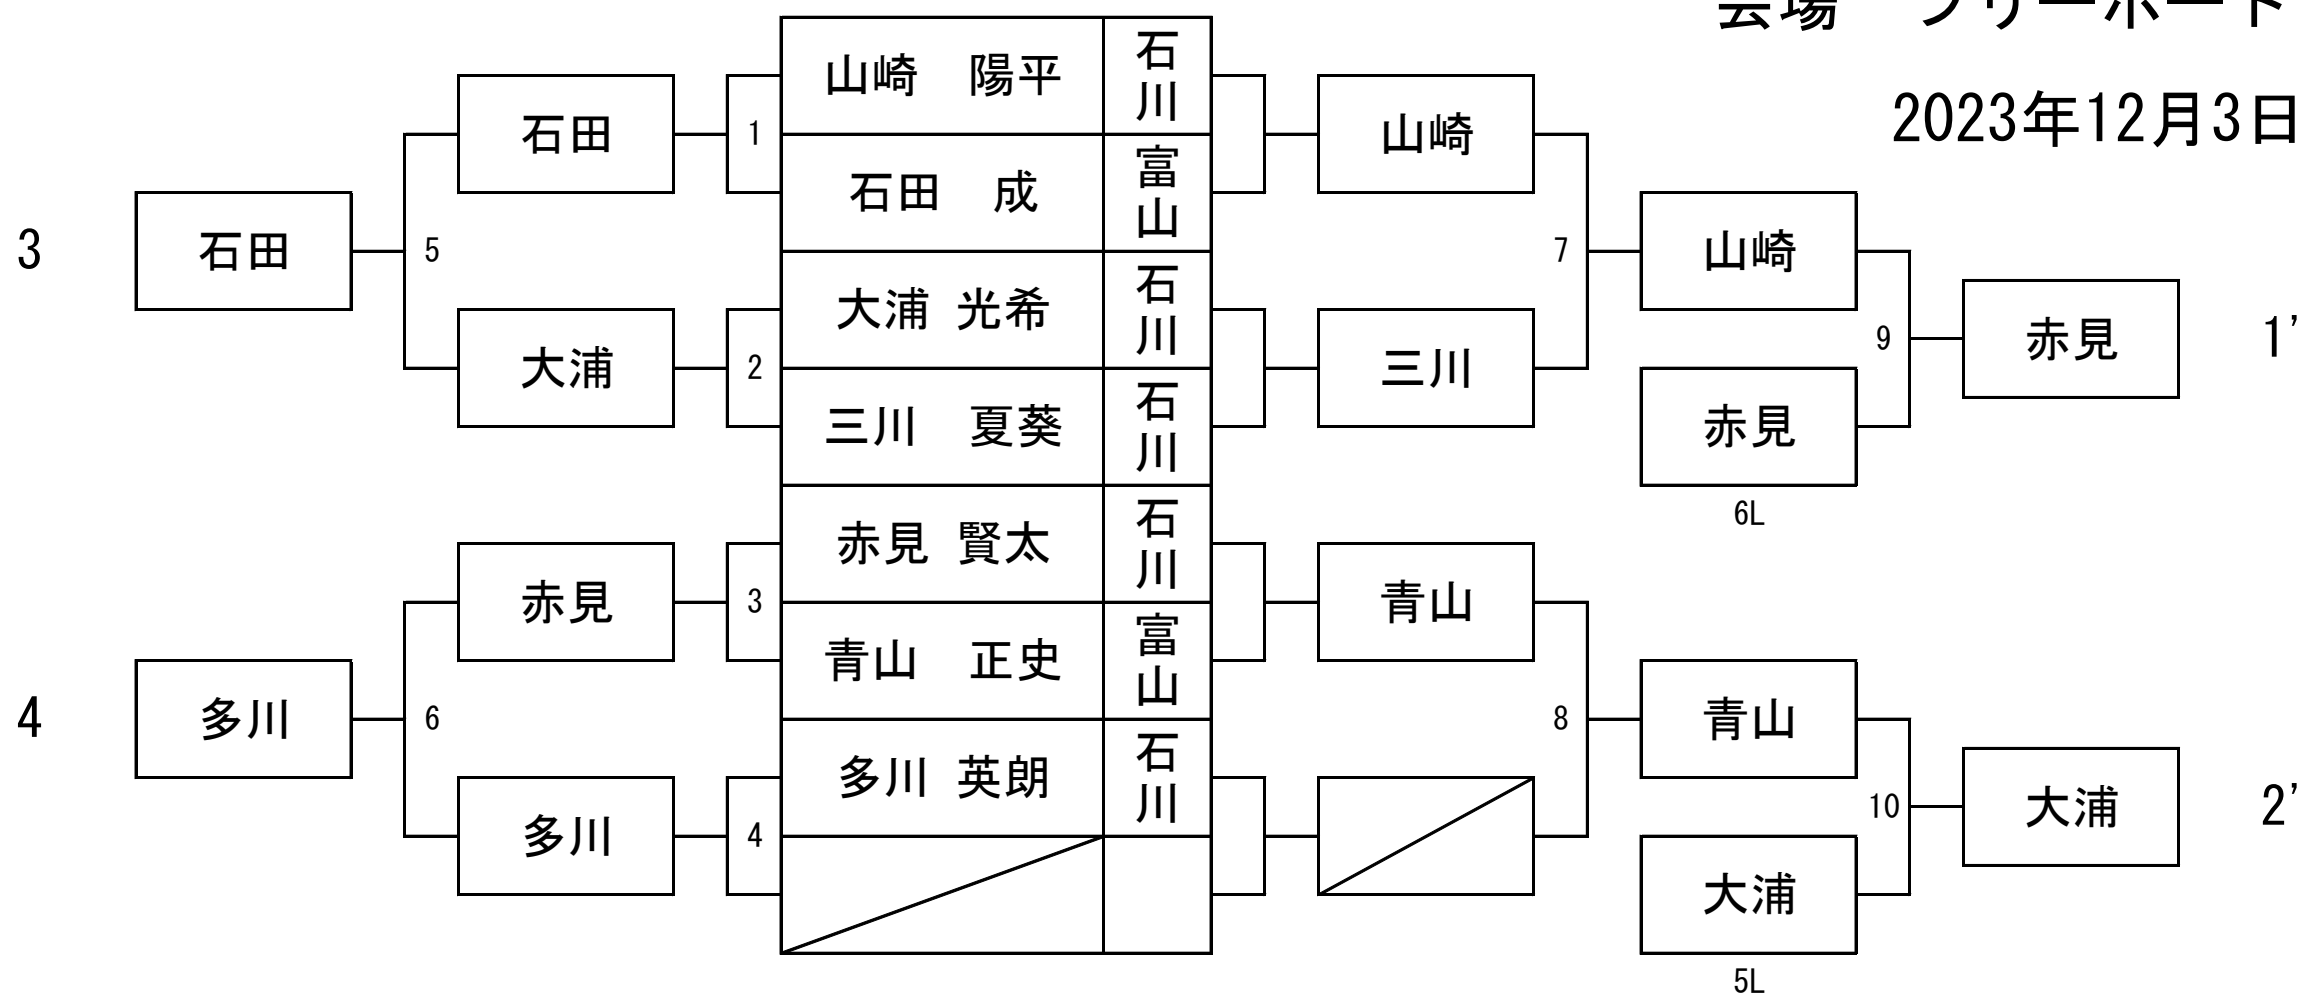 会場　フリーポート
2023年12月3日
山崎　陽平 石川
石田　成 富山
大浦 光希 石川
三川　夏葵 石川
赤見 賢太 石川
青山　正史 富山
多川 英朗 石川
石田 1
大浦 2
赤見 3
多川 4
3 石田 5
4 多川 6
山崎
三川
青山
7 山崎
赤見
6L
8 青山
大浦
5L
9 赤見 1'
10 大浦 2'